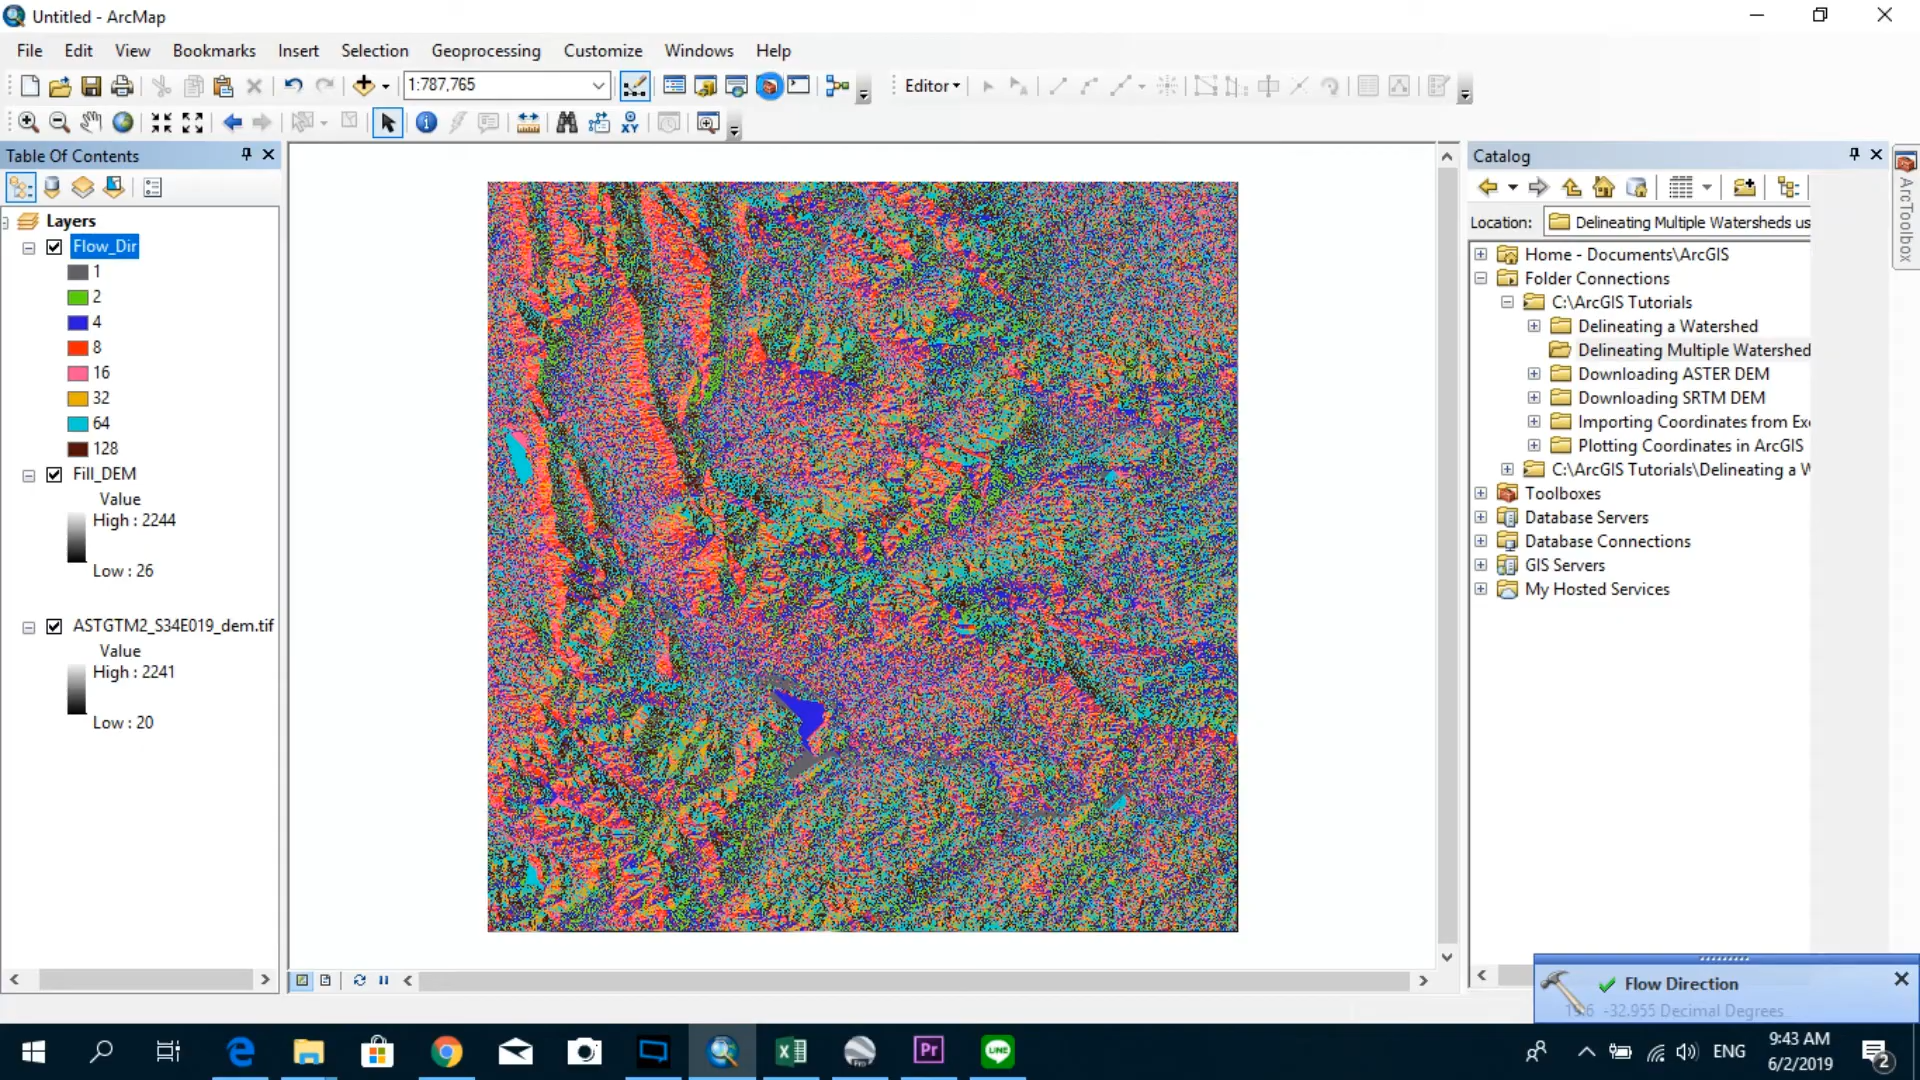 Untitled - ArcMap
File Edit View Bookmarks Insert Selection Geoprocessing Customize Windows Help
1:787,765
Editor
XY
Table Of Contents
Layers
Flow_Dir
1
2
4
8
16
32
64
128
Fill_DEM
Value
High : 2244
Low : 26
ASTGTM2_S34E019_dem.tif
Value
High : 2241
Low : 20
Catalog
Location: Delineating Multiple Watersheds us
Home - Documents\ArcGIS
Folder Connections
C:\ArcGIS Tutorials
Delineating a Watershed
Delineating Multiple Watershed
Downloading ASTER DEM
Downloading SRTM DEM
Importing Coordinates from Exc
Plotting Coordinates in ArcGIS
C:\ArcGIS Tutorials\Delineating a W
Toolboxes
Database Servers
Database Connections
GIS Servers
My Hosted Services
ArcToolbox
Flow Direction
-32.955 Decimal Degrees
Pr
LINE
ENG
9:43 AM
6/2/2019
2